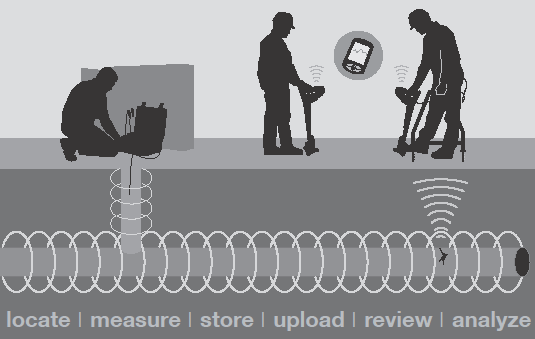 locate | measure | store | upload | review | analyze